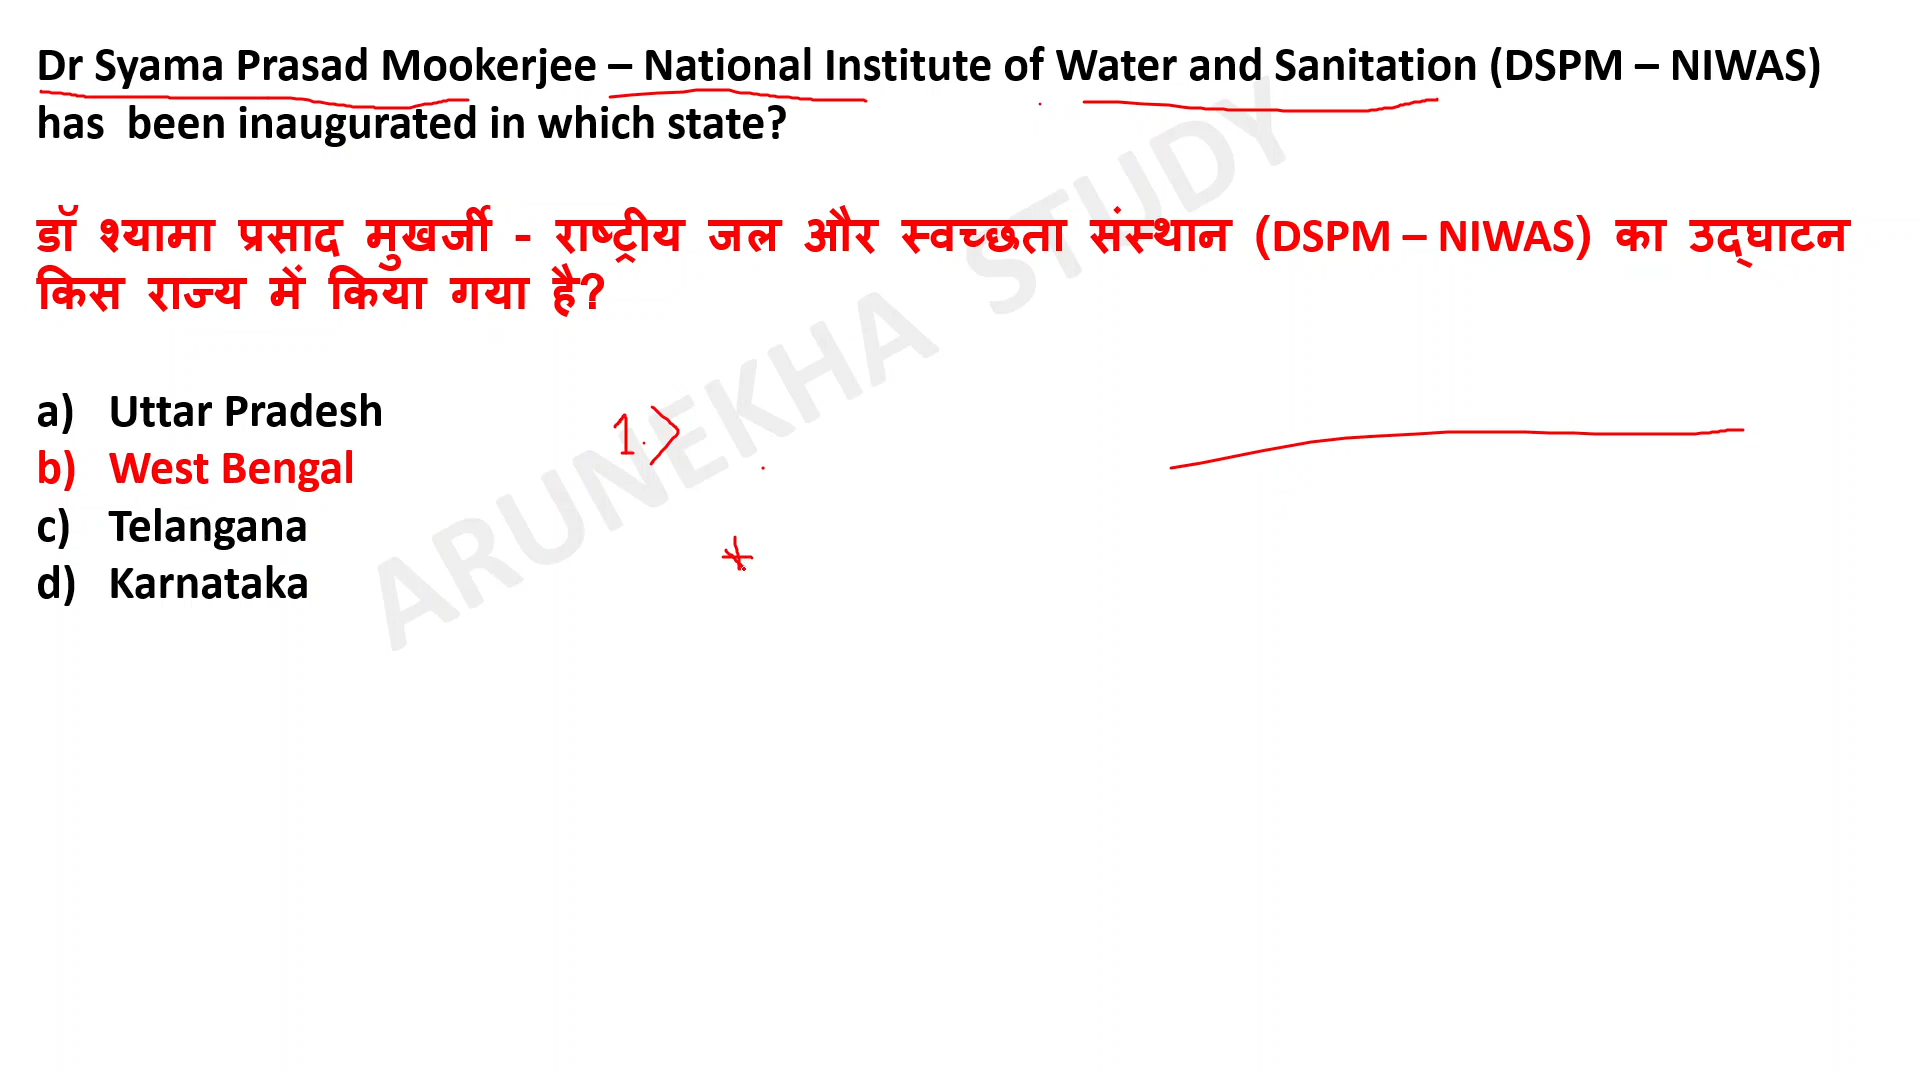 Dr Syama Prasad Mookerjee – National Institute of Water and Sanitation (DSPM – NIWAS)
has been inaugurated in which state?
डॉ श्यामा प्रसाद मुखर्जी - राष्ट्रीय जल और स्वच्छता संस्थान (DSPM – NIWAS) का उद्घाटन
किस राज्य में किया गया है?
a) Uttar Pradesh
b) West Bengal
c) Telangana
d) Karnataka
1.>
*
ARUNEKHA STUDY